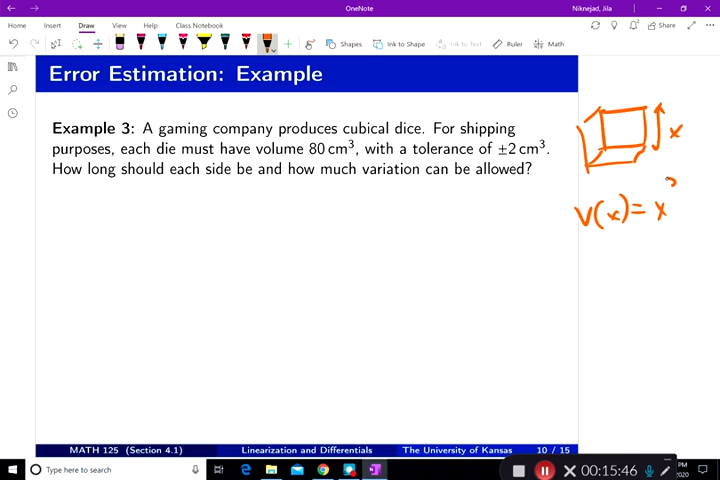 OneNote
Niknejad, Jila
Home Insert Draw View Help Class Notebook
Share
Shapes Ink to Shape Ink to Text Ruler Math
Error Estimation: Example
Example 3: A gaming company produces cubical dice. For shipping
purposes, each die must have volume 80 cm³, with a tolerance of ±2 cm³.
How long should each side be and how much variation can be allowed?
x
V(x) = x
MATH 125 (Section 4.1) Linearization and Differentials The University of Kansas 10 / 15
Type here to search
00:15:46
PM
2020